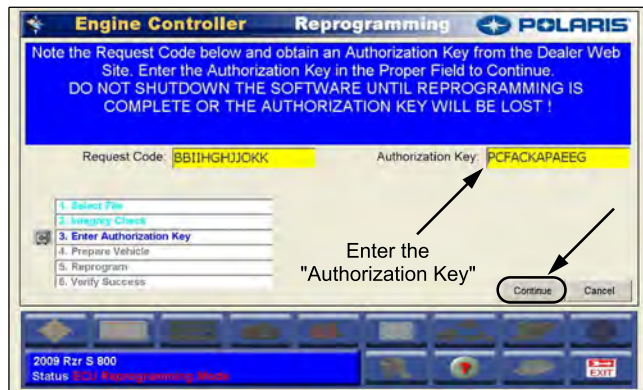 Engine Controller Reprogramming POLARIS
Note the Request Code below and obtain an Authorization Key from the Dealer Web
Site. Enter the Authorization Key in the Proper Field to Continue.
DO NOT SHUTDOWN THE SOFTWARE UNTIL REPROGRAMMING IS
COMPLETE OR THE AUTHORIZATION KEY WILL BE LOST !
Request Code: BBIIHGHJJOKK Authorization Key: PCFACKAPAEEG
1. Select File
2. Integrity Check
3. Enter Authorization Key
4. Prepare Vehicle
5. Reprogram
6. Verify Success
Enter the
"Authorization Key"
Continue Cancel
2009 Rzr S 800
Status ECU Reprogramming Mode
EXIT